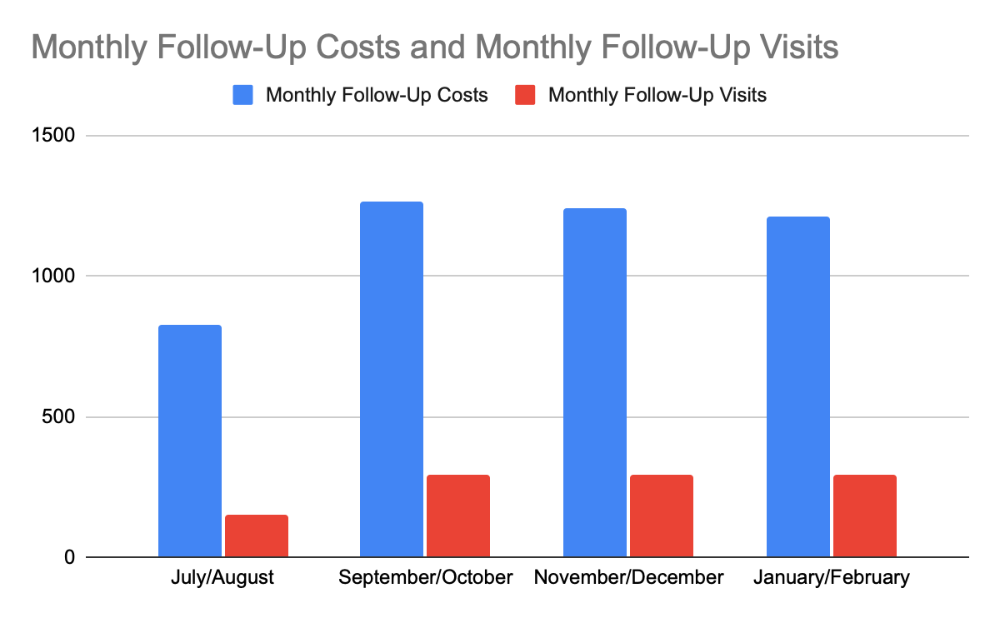 Monthly Follow-Up Costs and Monthly Follow-Up Visits
Monthly Follow-Up Costs Monthly Follow-Up Visits
1500
1000
500
0
July/August September/October November/December January/February